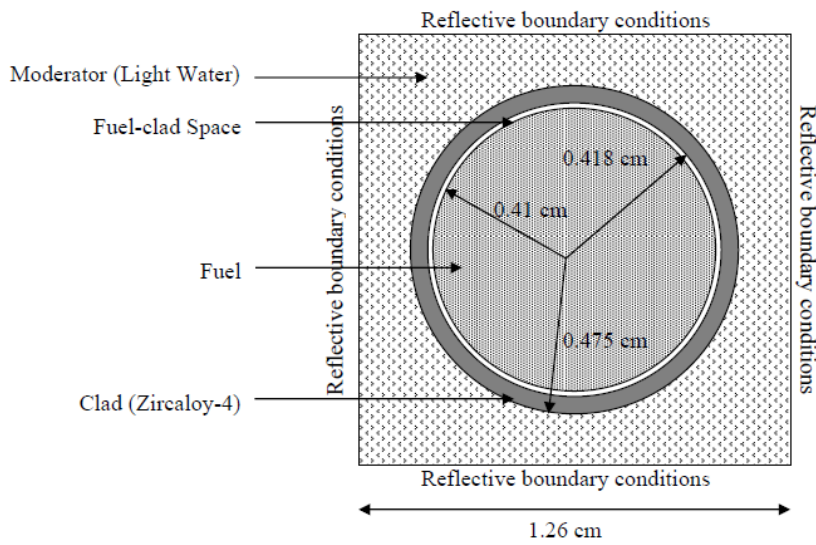 Reflective boundary conditions
Moderator (Light Water)
Fuel-clad Space
0.418 cm
0.41 cm
Fuel
0.475 cm
Clad (Zircaloy-4)
Reflective boundary conditions
Reflective boundary conditions
Reflective boundary conditions
1.26 cm